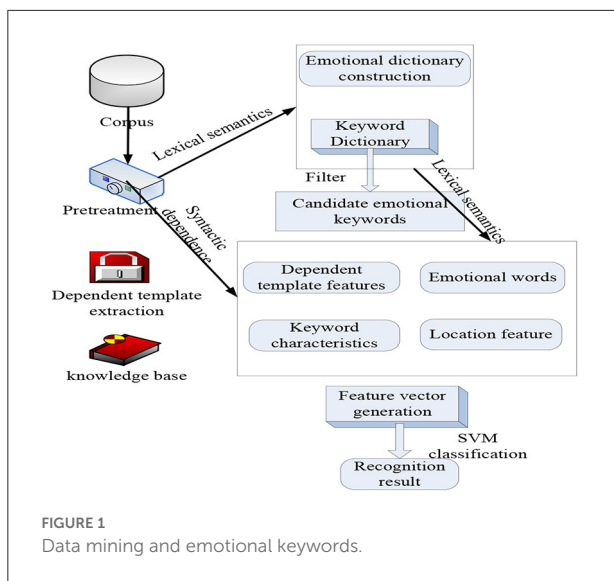 Emotional dictionary
construction
Corpus
Lexical semantics
Keyword
Dictionary
Filter
Lexical semantics
Pretreatment
Candidate emotional
keywords
Syntactic
dependence
Dependent
template features
Emotional words
Dependent template
extraction
Keyword
characteristics
Location feature
knowledge base
Feature vector
generation
SVM
classification
Recognition
result
FIGURE 1
Data mining and emotional keywords.